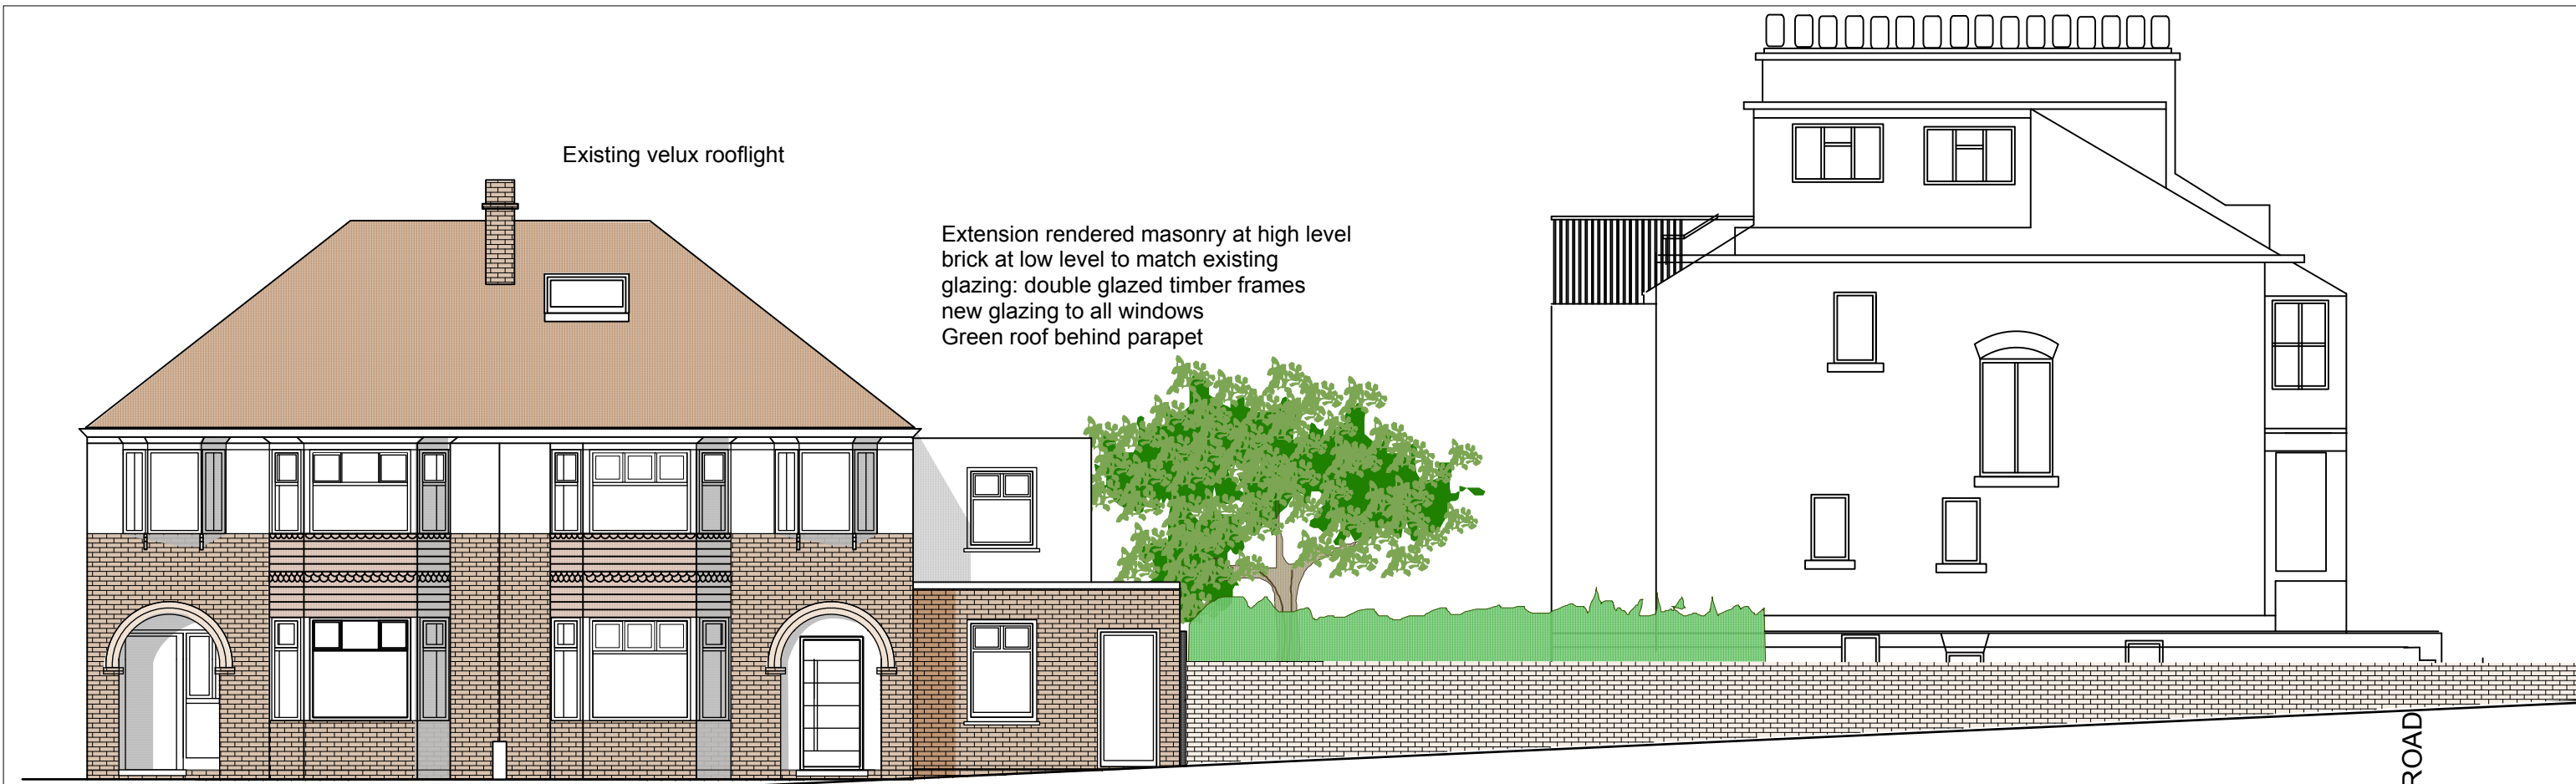 Existing velux rooflight
Extension rendered masonry at high level
brick at low level to match existing
glazing: double glazed timber frames
new glazing to all windows
Green roof behind parapet
ROAD